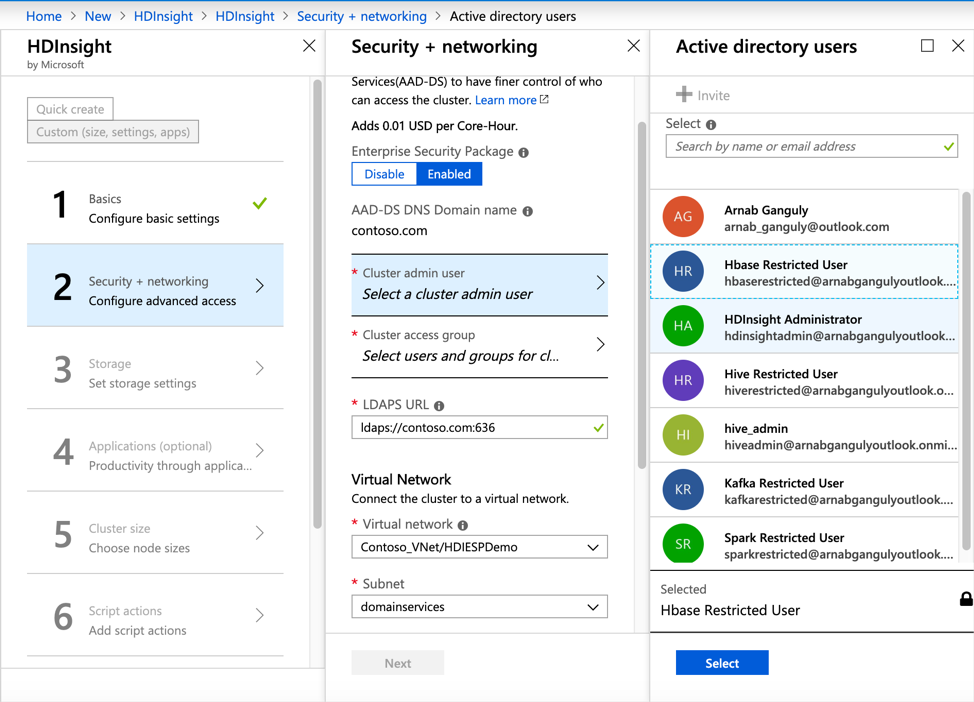 Home > New > HDInsight > HDInsight > Security + networking > Active directory users
HDInsight
by Microsoft
Quick create
Custom (size, settings, apps)
1
Basics
Configure basic settings
2
Security + networking
Configure advanced access
3
Storage
Set storage settings
4
Applications (optional)
Productivity through applica...
5
Cluster size
Choose node sizes
6
Script actions
Add script actions
Security + networking
Services(AAD-DS) to have finer control of who
can access the cluster. Learn more
Adds 0.01 USD per Core-Hour.
Enterprise Security Package
Disable Enabled
AAD-DS DNS Domain name
contoso.com
* Cluster admin user
Select a cluster admin user
* Cluster access group
Select users and groups for cl...
* LDAPS URL
ldaps://contoso.com:636
Virtual Network
Connect the cluster to a virtual network.
* Virtual network
Contoso_VNet/HDIESPDemo
* Subnet
domainservices
Next
Active directory users
Invite
Select
Search by name or email address
AG
Arnab Ganguly
arnab_ganguly@outlook.com
HR
Hbase Restricted User
hbaserestricted@arnabgangulyoutlook....
HA
HDInsight Administrator
hdinsightadmin@arnabgangulyoutlook...
HR
Hive Restricted User
hiverestricted@arnabgangulyoutlook.o...
HI
hive_admin
hiveadmin@arnabgangulyoutlook.onmi...
KR
Kafka Restricted User
kafkarestricted@arnabgangulyoutlook....
SR
Spark Restricted User
sparkrestricted@arnabgangulyoutlook....
Selected
Hbase Restricted User
Select